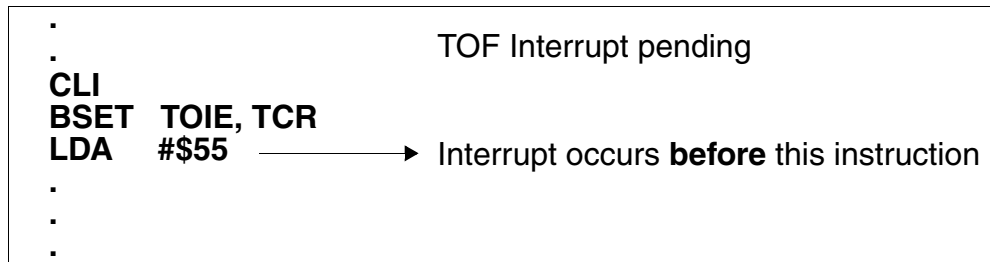 .
. TOF Interrupt pending
CLI
BSET TOIE, TCR
LDA #$55 Interrupt occurs before this instruction
.
.
.